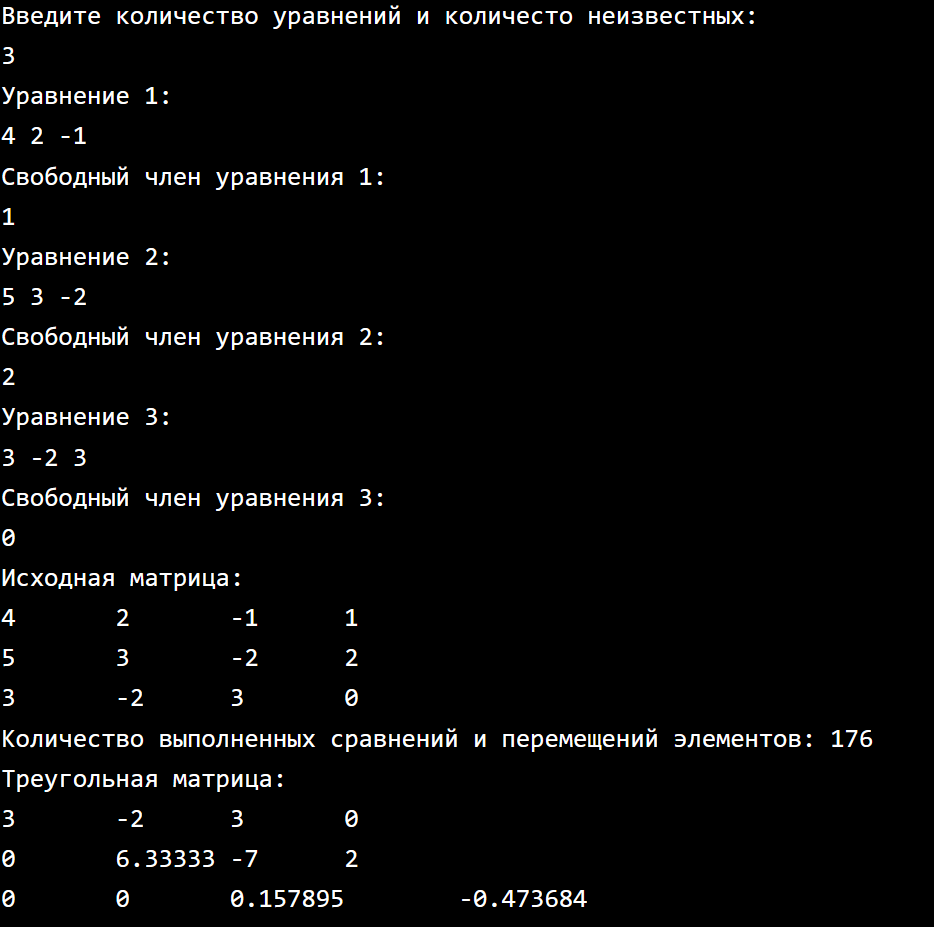 Введите количество уравнений и количесто неизвестных:
3
Уравнение 1:
4 2 -1
Свободный член уравнения 1:
1
Уравнение 2:
5 3 -2
Свободный член уравнения 2:
2
Уравнение 3:
3 -2 3
Свободный член уравнения 3:
0
Исходная матрица:
4 2 -1 1
5 3 -2 2
3 -2 3 0
Количество выполненных сравнений и перемещений элементов: 176
Треугольная матрица:
3 -2 3 0
0 6.33333 -7 2
0 0 0.157895 -0.473684